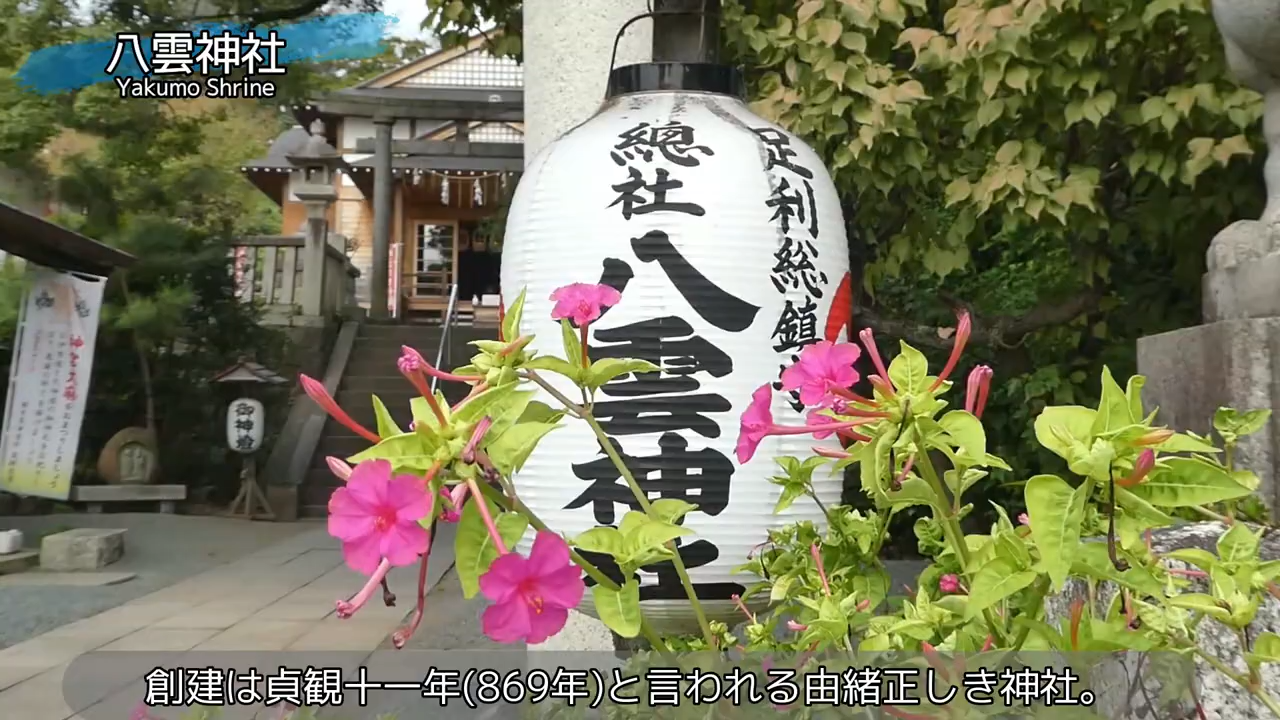 八雲神社
Yakumo Shrine
總社
八雲神社
足利総鎮
御神燈
創建は貞観十一年(869年)と言われる由緒正しき神社。